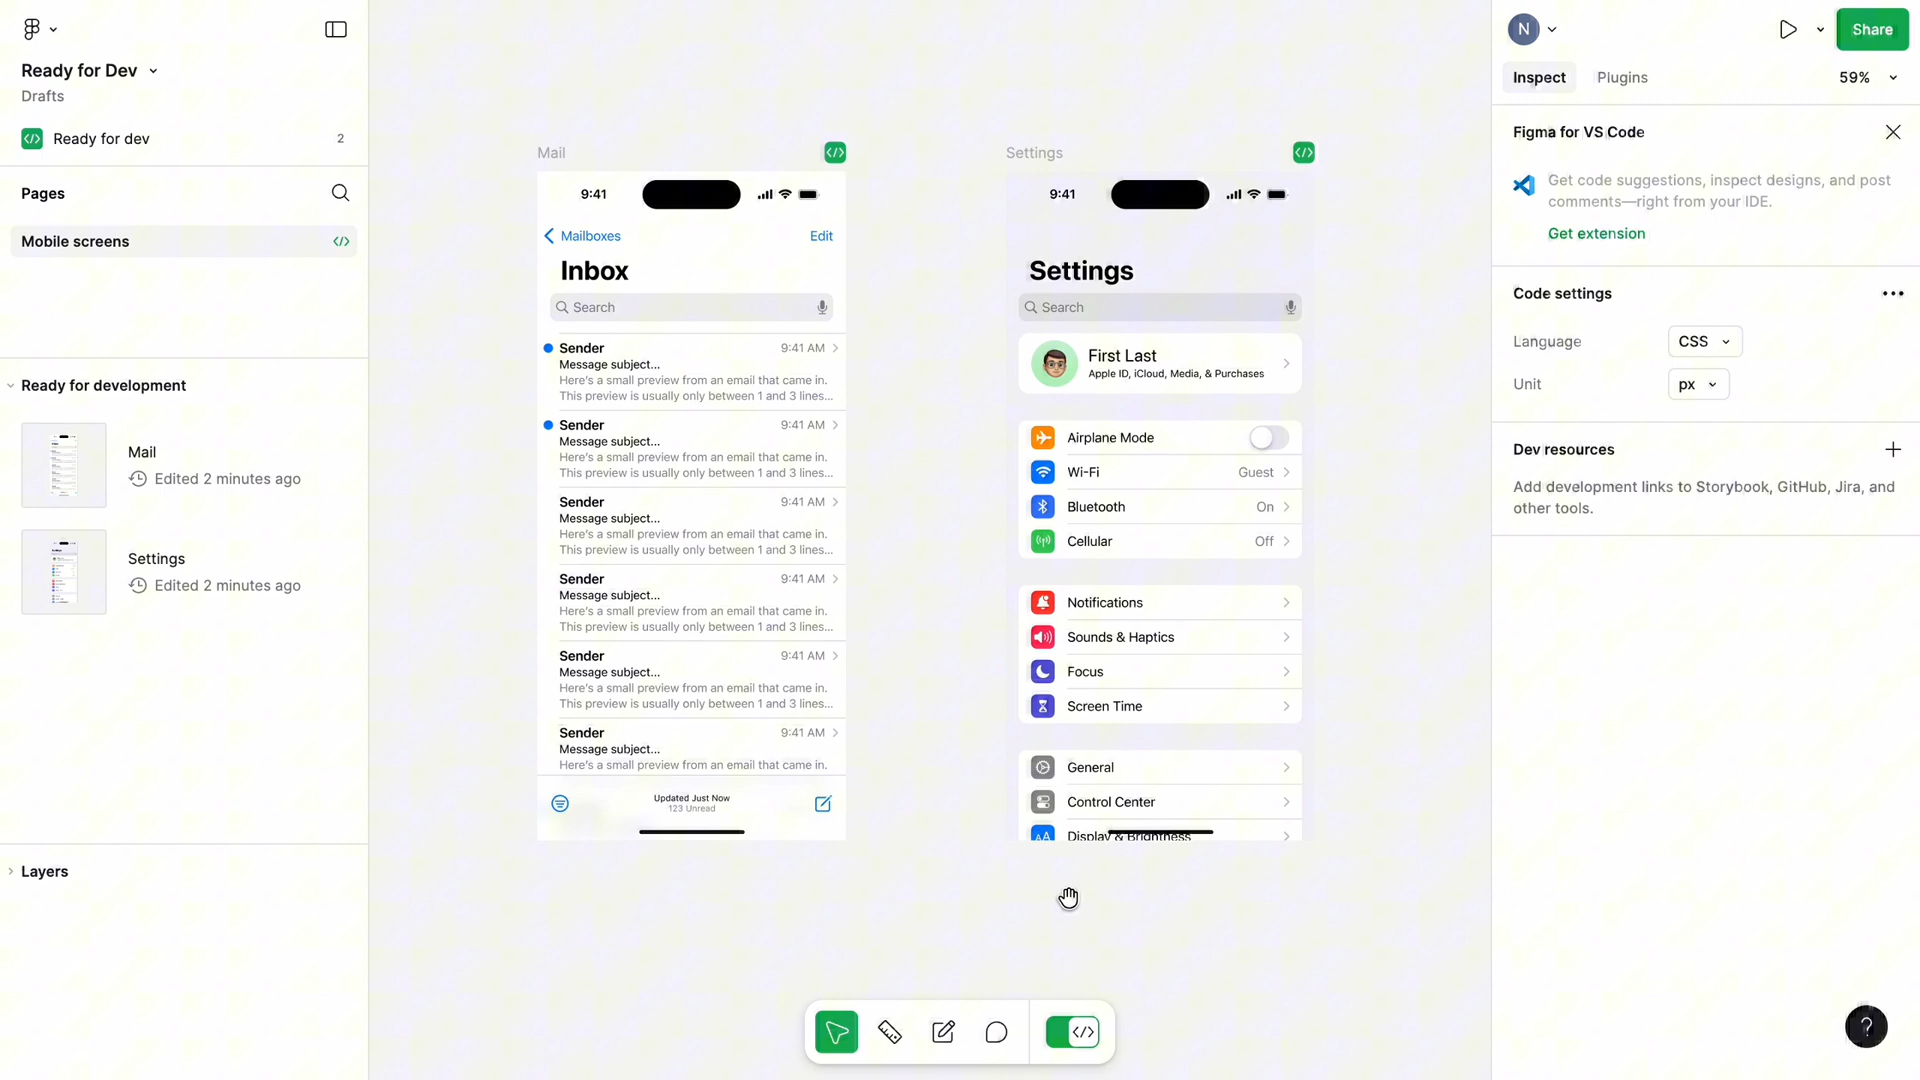 Ready for Dev
Drafts
Ready for dev
2
Pages
Mobile screens
Ready for development
Mail
Edited 2 minutes ago
Settings
Edited 2 minutes ago
Layers
Mail
9:41
Mailboxes
Edit
Inbox
Search
Sender
9:41 AM
Message subject...
Here's a small preview from an email that came in.
This preview is usually only between 1 and 3 lines...
Sender
9:41 AM
Message subject...
Here's a small preview from an email that came in.
This preview is usually only between 1 and 3 lines...
Sender
9:41 AM
Message subject...
Here's a small preview from an email that came in.
This preview is usually only between 1 and 3 lines...
Sender
9:41 AM
Message subject...
Here's a small preview from an email that came in.
This preview is usually only between 1 and 3 lines...
Sender
9:41 AM
Message subject...
Here's a small preview from an email that came in.
This preview is usually only between 1 and 3 lines...
Sender
9:41 AM
Message subject...
Here's a small preview from an email that came in.
Updated Just Now
123 Unread
Settings
9:41
Settings
Search
First Last
Apple ID, iCloud, Media, & Purchases
Airplane Mode
Wi-Fi
Guest
Bluetooth
On
Cellular
Off
Notifications
Sounds & Haptics
Focus
Screen Time
General
Control Center
AA
Display & Brightness
N
Share
Inspect
Plugins
59%
Figma for VS Code
Get code suggestions, inspect designs, and post
comments—right from your IDE.
Get extension
Code settings
Language
CSS
Unit
px
Dev resources
Add development links to Storybook, GitHub, Jira, and
other tools.
?